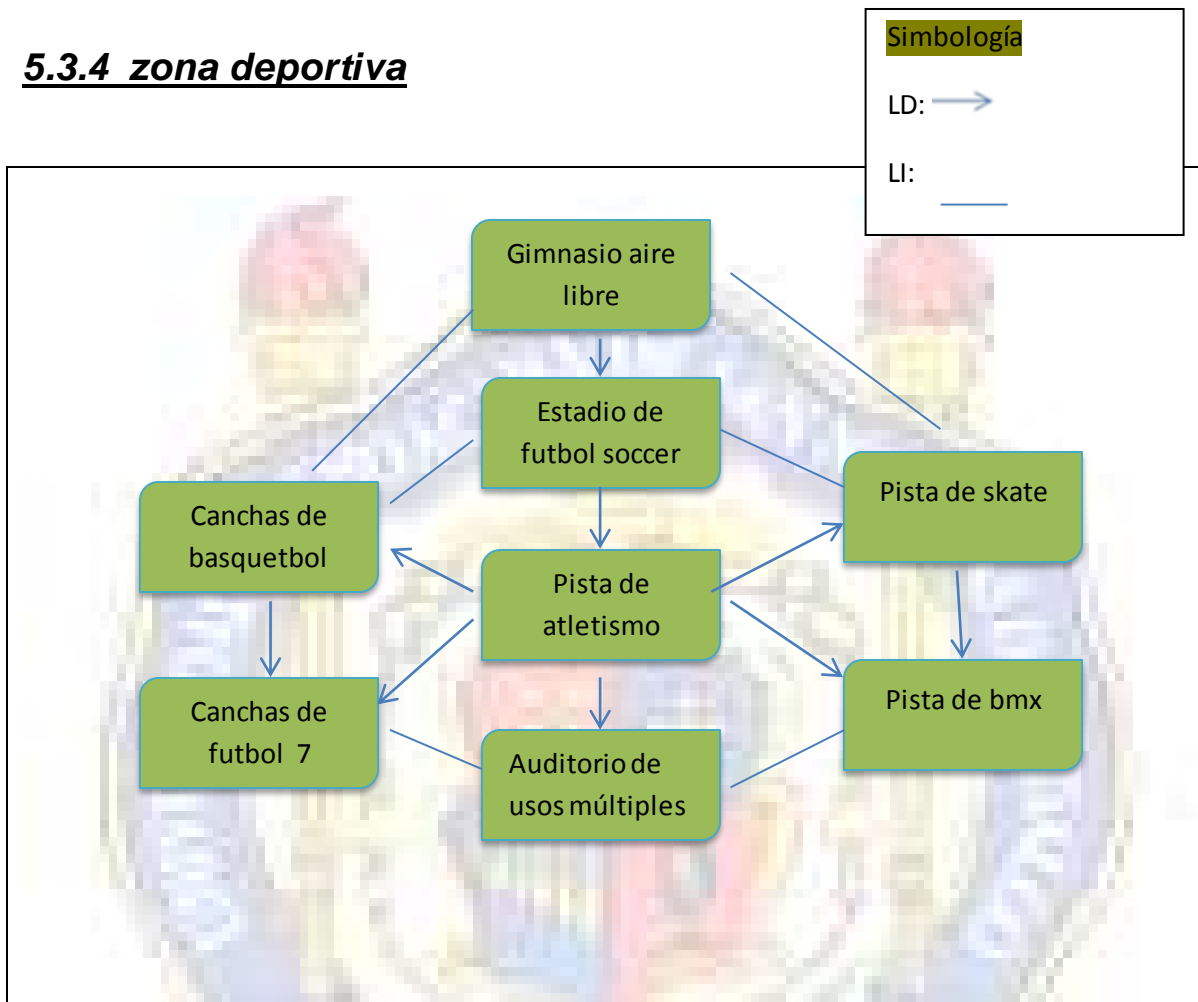 5.3.4 zona deportiva
Simbología
LD:
LI:
Gimnasio aire
libre
Estadio de
futbol soccer
Pista de skate
Canchas de
basquetbol
Pista de
atletismo
Canchas de
futbol 7
Pista de bmx
Auditorio de
usos múltiples